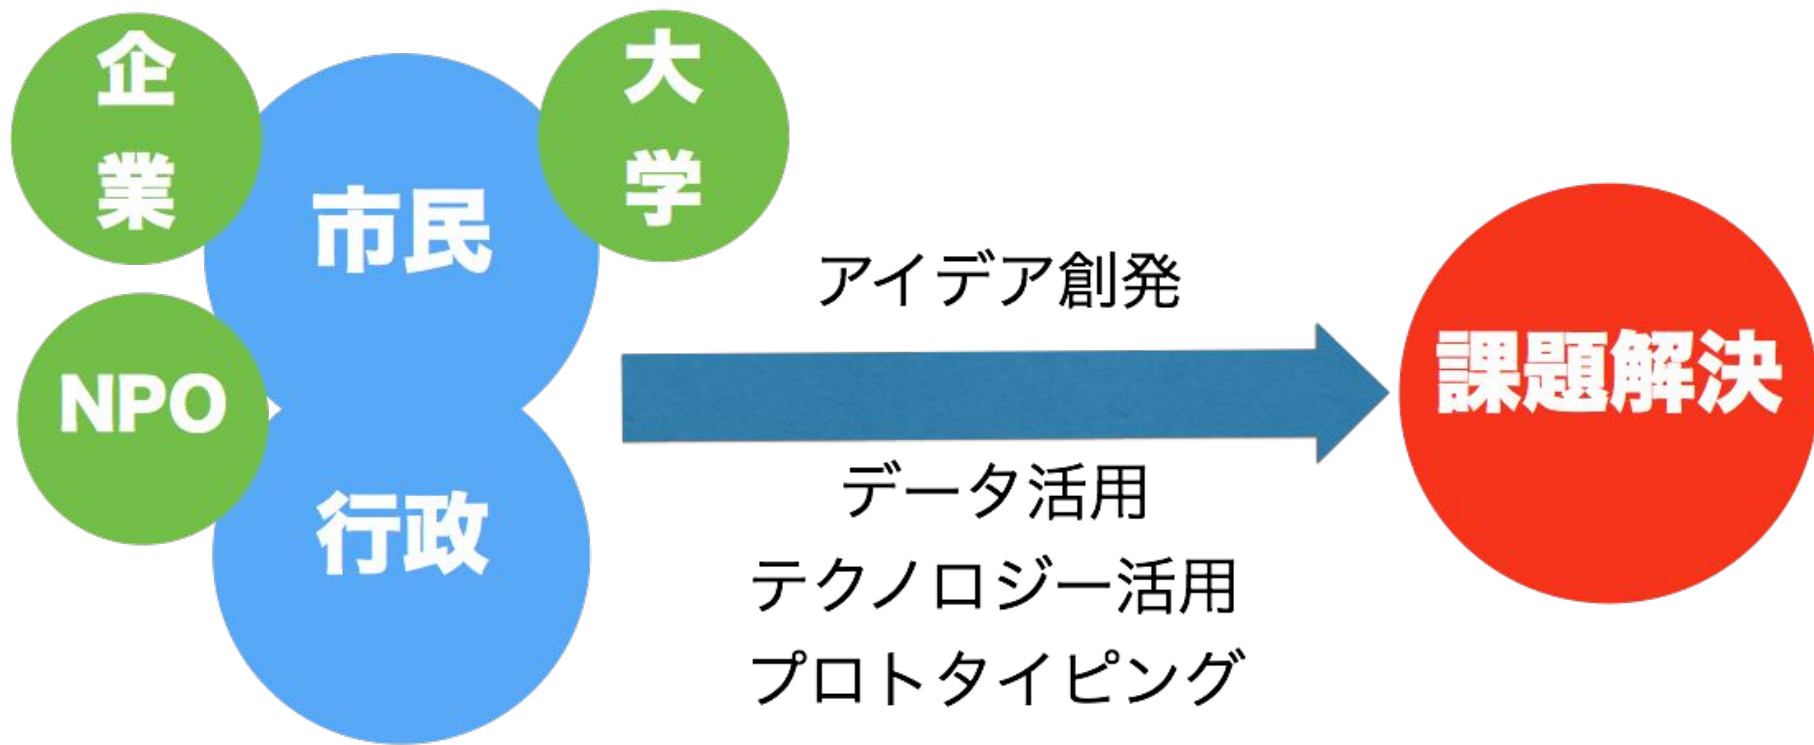 企業
大学
市民
NPO
行政
アイデア創発
データ活用
テクノロジー活用
プロトタイピング
課題解決